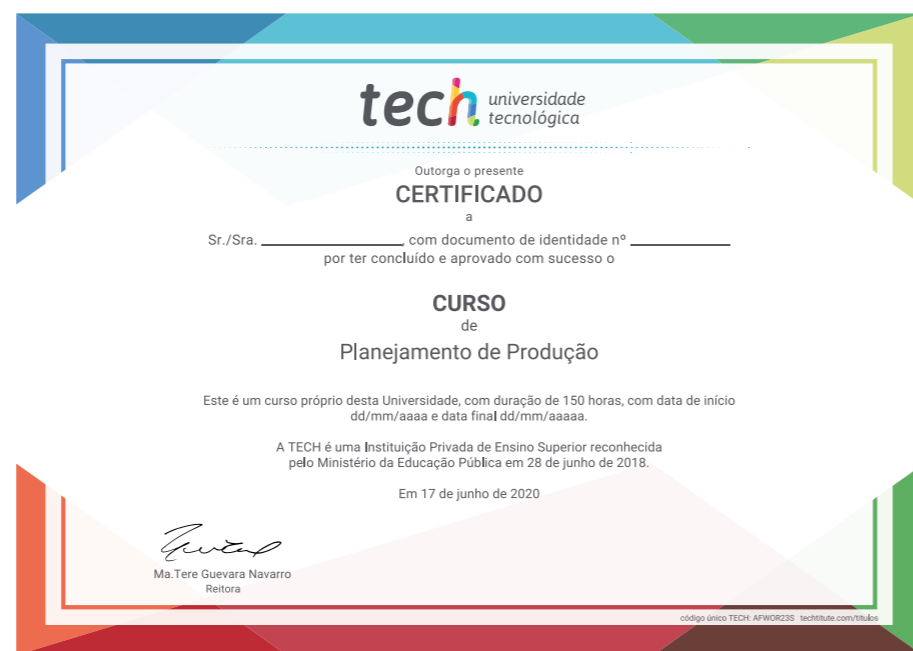 tech universidade
tecnológica
Outorga o presente
CERTIFICADO
a
Sr./Sra. ____________________, com documento de identidade nº ______________
por ter concluído e aprovado com sucesso o
CURSO
de
Planejamento de Produção
Este é um curso próprio desta Universidade, com duração de 150 horas, com data de início
dd/mm/aaaa e data final dd/mm/aaaaa.
A TECH é uma Instituição Privada de Ensino Superior reconhecida
pelo Ministério da Educação Pública em 28 de junho de 2018.
Em 17 de junho de 2020
Ma.Tere Guevara Navarro
Reitora
código único TECH: AFWOR23S techtitute.com/titulos